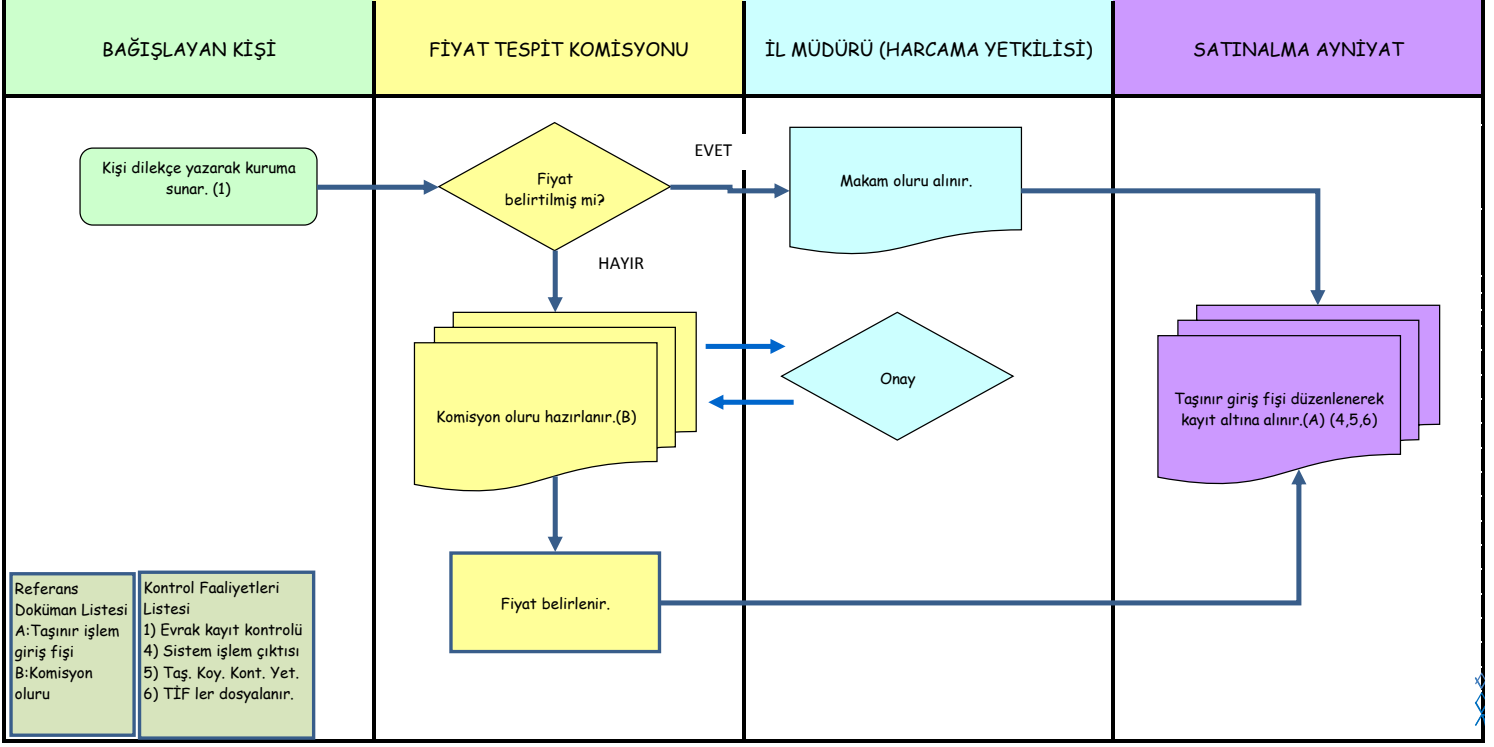 BAĞIŞLAYAN KİŞİ
FİYAT TESPİT KOMİSYONU
İL MÜDÜRÜ (HARCAMA YETKİLİSİ)
SATINALMA AYNİYAT
Kişi dilekçe yazarak kuruma
sunar. (1)
Fiyat
belirtilmiş mi?
EVET
Makam oluru alınır.
HAYIR
Komisyon oluru hazırlanır.(B)
Onay
Taşınır giriş fişi düzenlenerek
kayıt altına alınır.(A) (4,5,6)
Fiyat belirlenir.
Referans
Doküman Listesi
A:Taşınır işlem
giriş fişi
B:Komisyon
oluru
Kontrol Faaliyetleri
Listesi
1) Evrak kayıt kontrolü
4) Sistem işlem çıktısı
5) Taş. Koy. Kont. Yet.
6) TİF ler dosyalanır.